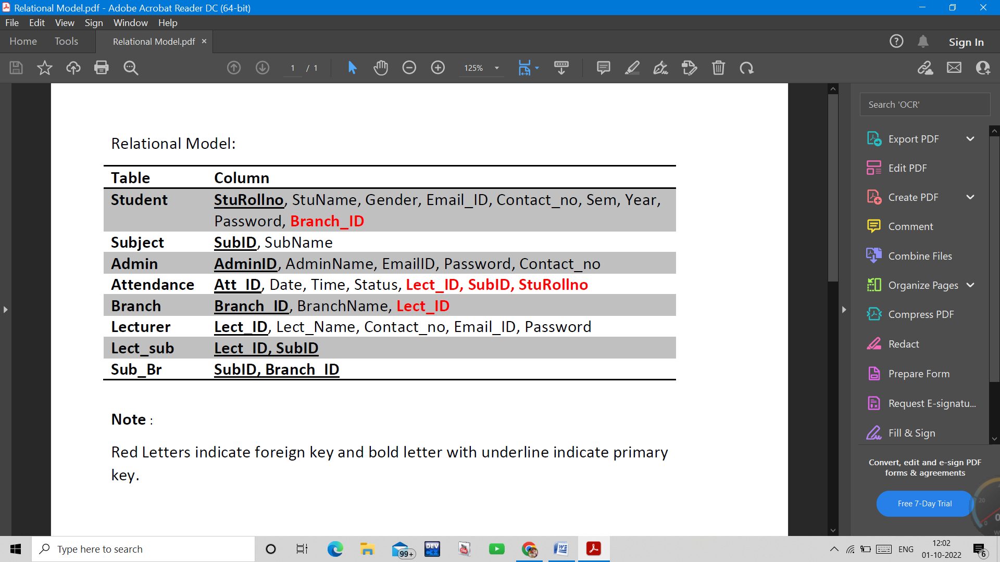 Relational Model.pdf - Adobe Acrobat Reader DC (64-bit)
File Edit View Sign Window Help
Home Tools Relational Model.pdf × Sign In
1 / 1 125%
Search 'OCR'
Export PDF
Edit PDF
Create PDF
Comment
Combine Files
Organize Pages
Compress PDF
Redact
Prepare Form
Request E-signatu...
Fill & Sign
Convert, edit and e-sign PDF
forms & agreements
Free 7-Day Trial
Relational Model:
Table Column
Student StuRollno, StuName, Gender, Email_ID, Contact_no, Sem, Year,
Password, Branch_ID
Subject SubID, SubName
Admin AdminID, AdminName, EmailID, Password, Contact_no
Attendance Att_ID, Date, Time, Status, Lect_ID, SubID, StuRollno
Branch Branch_ID, BranchName, Lect_ID
Lecturer Lect_ID, Lect_Name, Contact_no, Email_ID, Password
Lect_sub Lect_ID, SubID
Sub_Br SubID, Branch_ID
Note :
Red Letters indicate foreign key and bold letter with underline indicate primary
key.
20
0
0
Type here to search
99+
DEV
ENG
12:02
01-10-2022
6